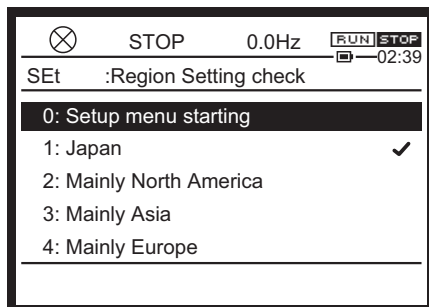 STOP 0.0Hz RUN STOP
02:39
SEt :Region Setting check
0: Setup menu starting
1: Japan
2: Mainly North America
3: Mainly Asia
4: Mainly Europe